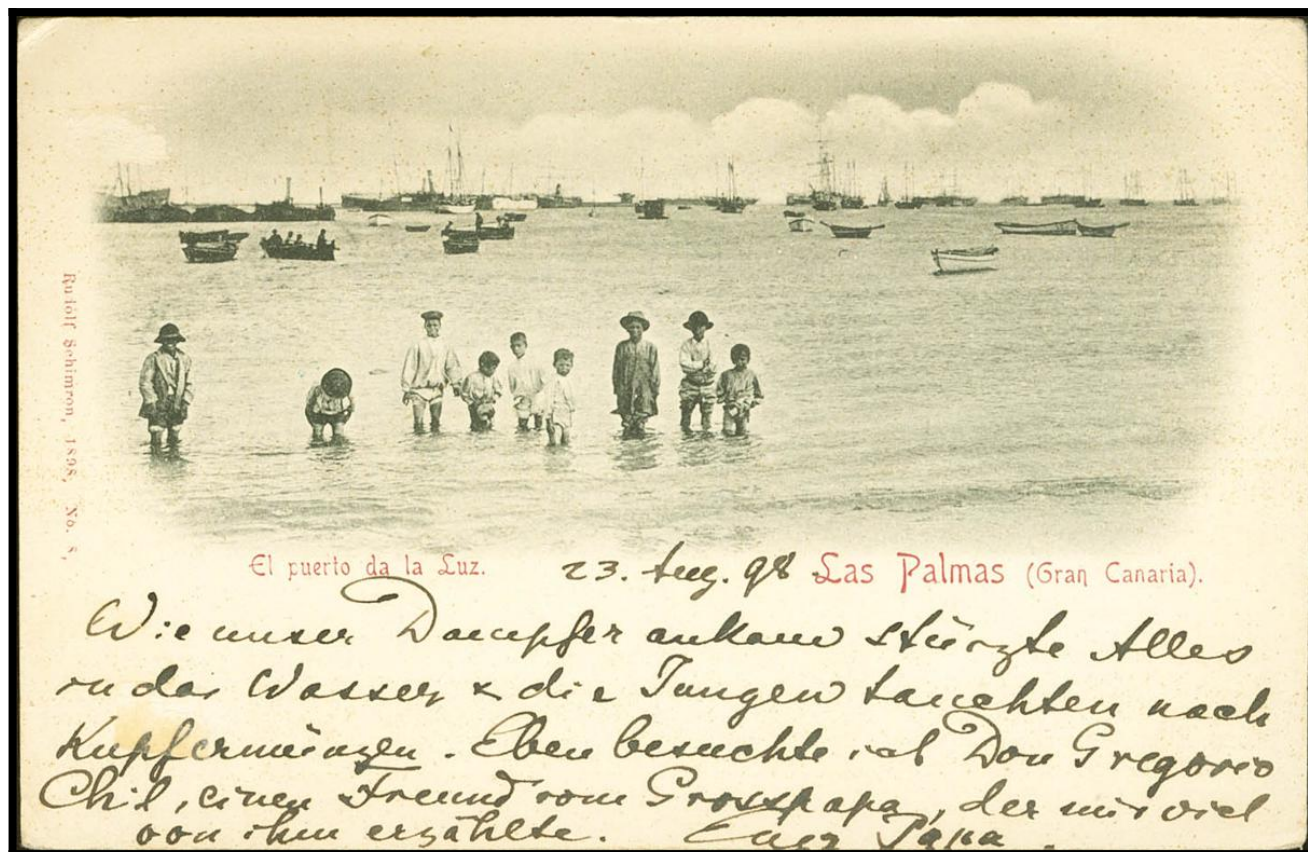 Rudolf Schimron, 1898, No. 8,
El puerto da la Luz.
23. Aug. 98
Las Palmas (Gran Canaria).
Wie unser Dampfer ankam stürzte Alles
in das Wasser & die Jungen tauchten nach
Kupfermünzen. Eben besuchte ich Don Gregorio
Chil, einen Freund vom Grosspapa, der mir viel
von ihm erzählte. Euer Papa.